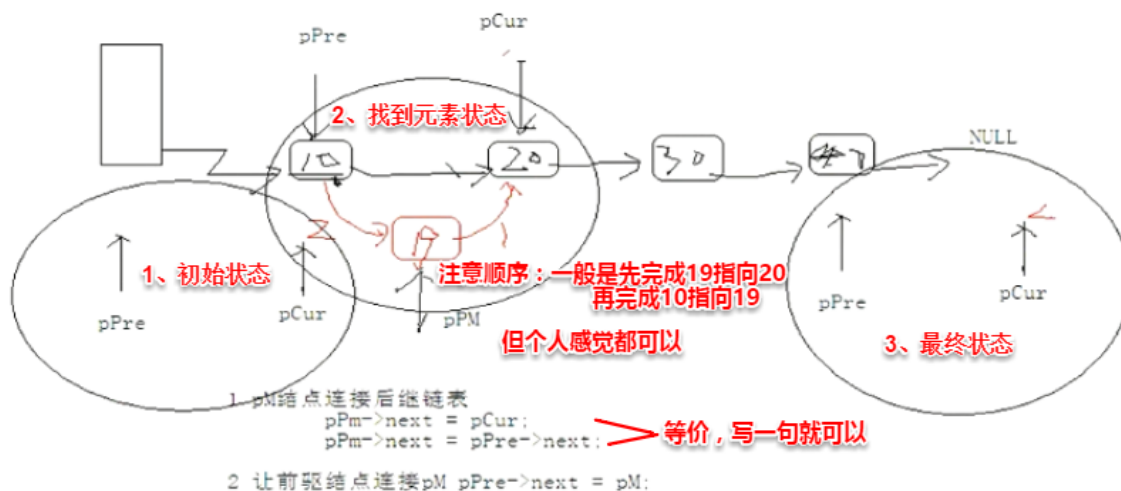 pPre
pCur
2、找到元素状态
10
20
30
NULL
1、初始状态
19
注意顺序：一般是先完成19指向20
再完成10指向19
pPre
pCur
pPM
但个人感觉都可以
pPre
pCur
3、最终状态
1 pM结点连接后继链表
pPm->next = pCur;
pPm->next = pPre->next;
等价，写一句就可以
2 让前驱结点连接pM pPre->next = pM;